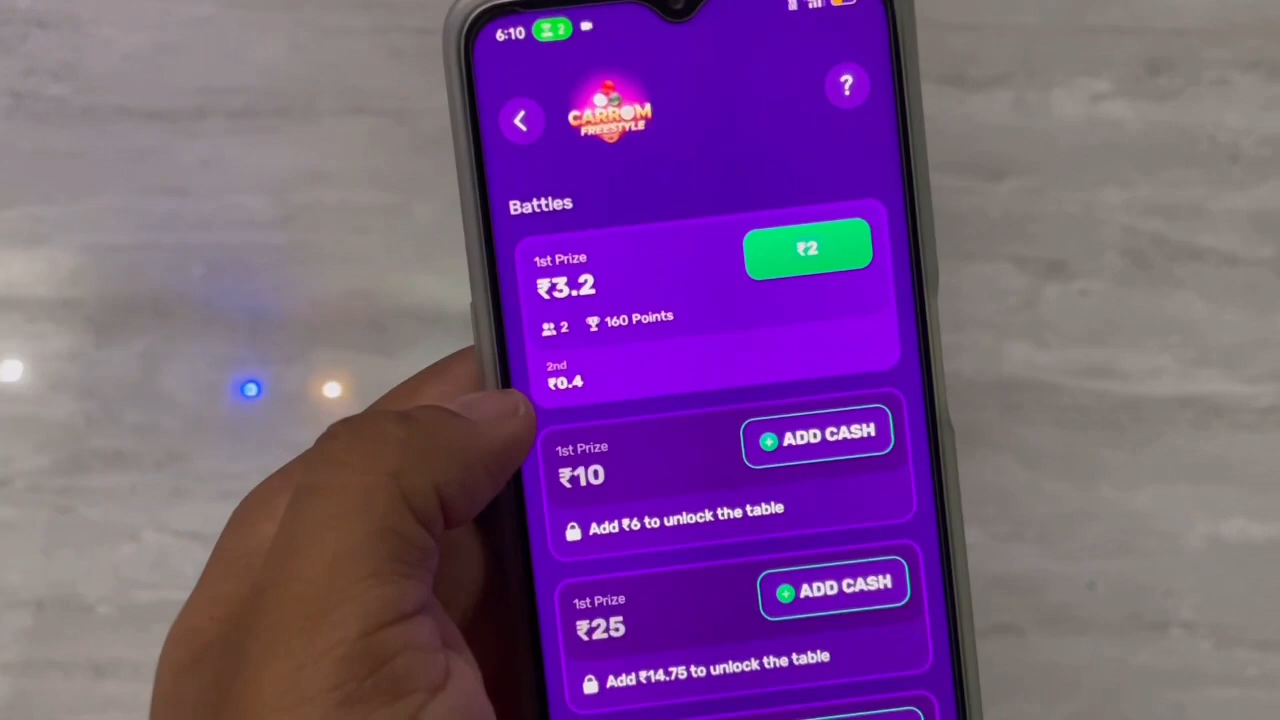 6:10
2
CARROM
FREESTYLE
?
Battles
1st Prize
₹3.2
₹2
2
160 Points
2nd
₹0.4
1st Prize
₹10
ADD CASH
Add ₹6 to unlock the table
1st Prize
₹25
ADD CASH
Add ₹14.75 to unlock the table